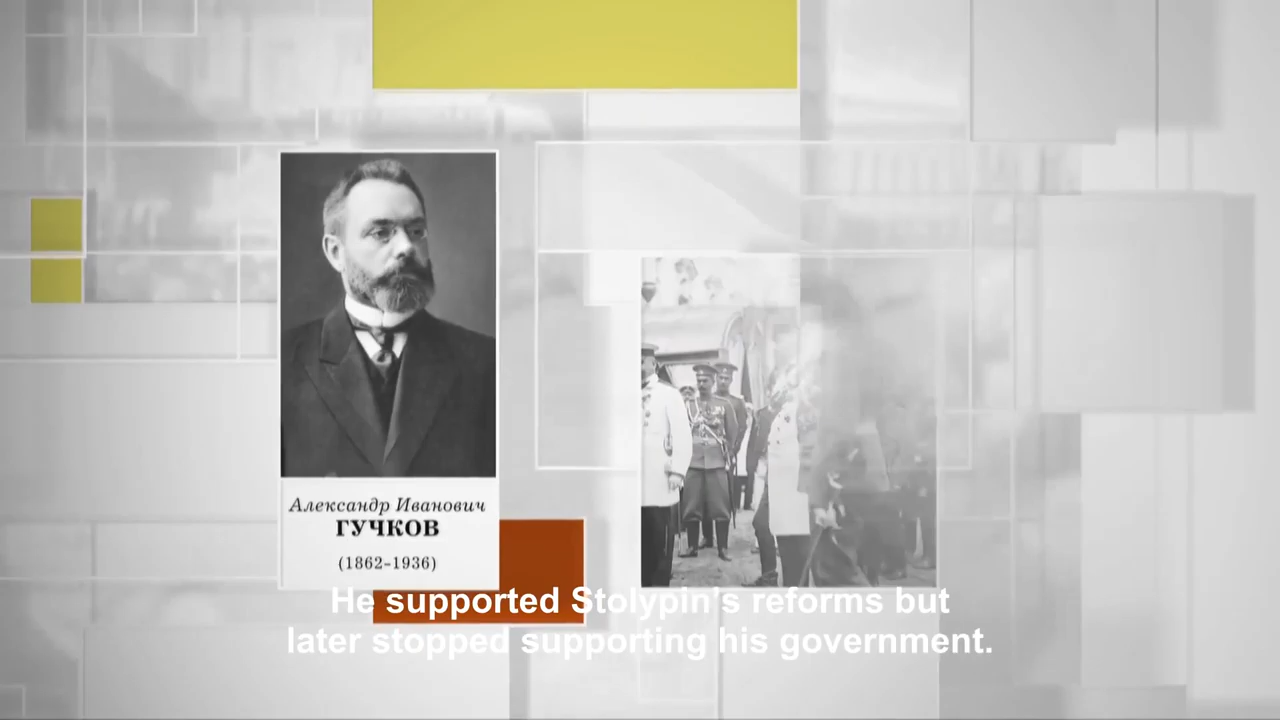 Александр Иванович
ГУЧКОВ
(1862–1936)
He supported Stolypin's reforms but
later stopped supporting his government.